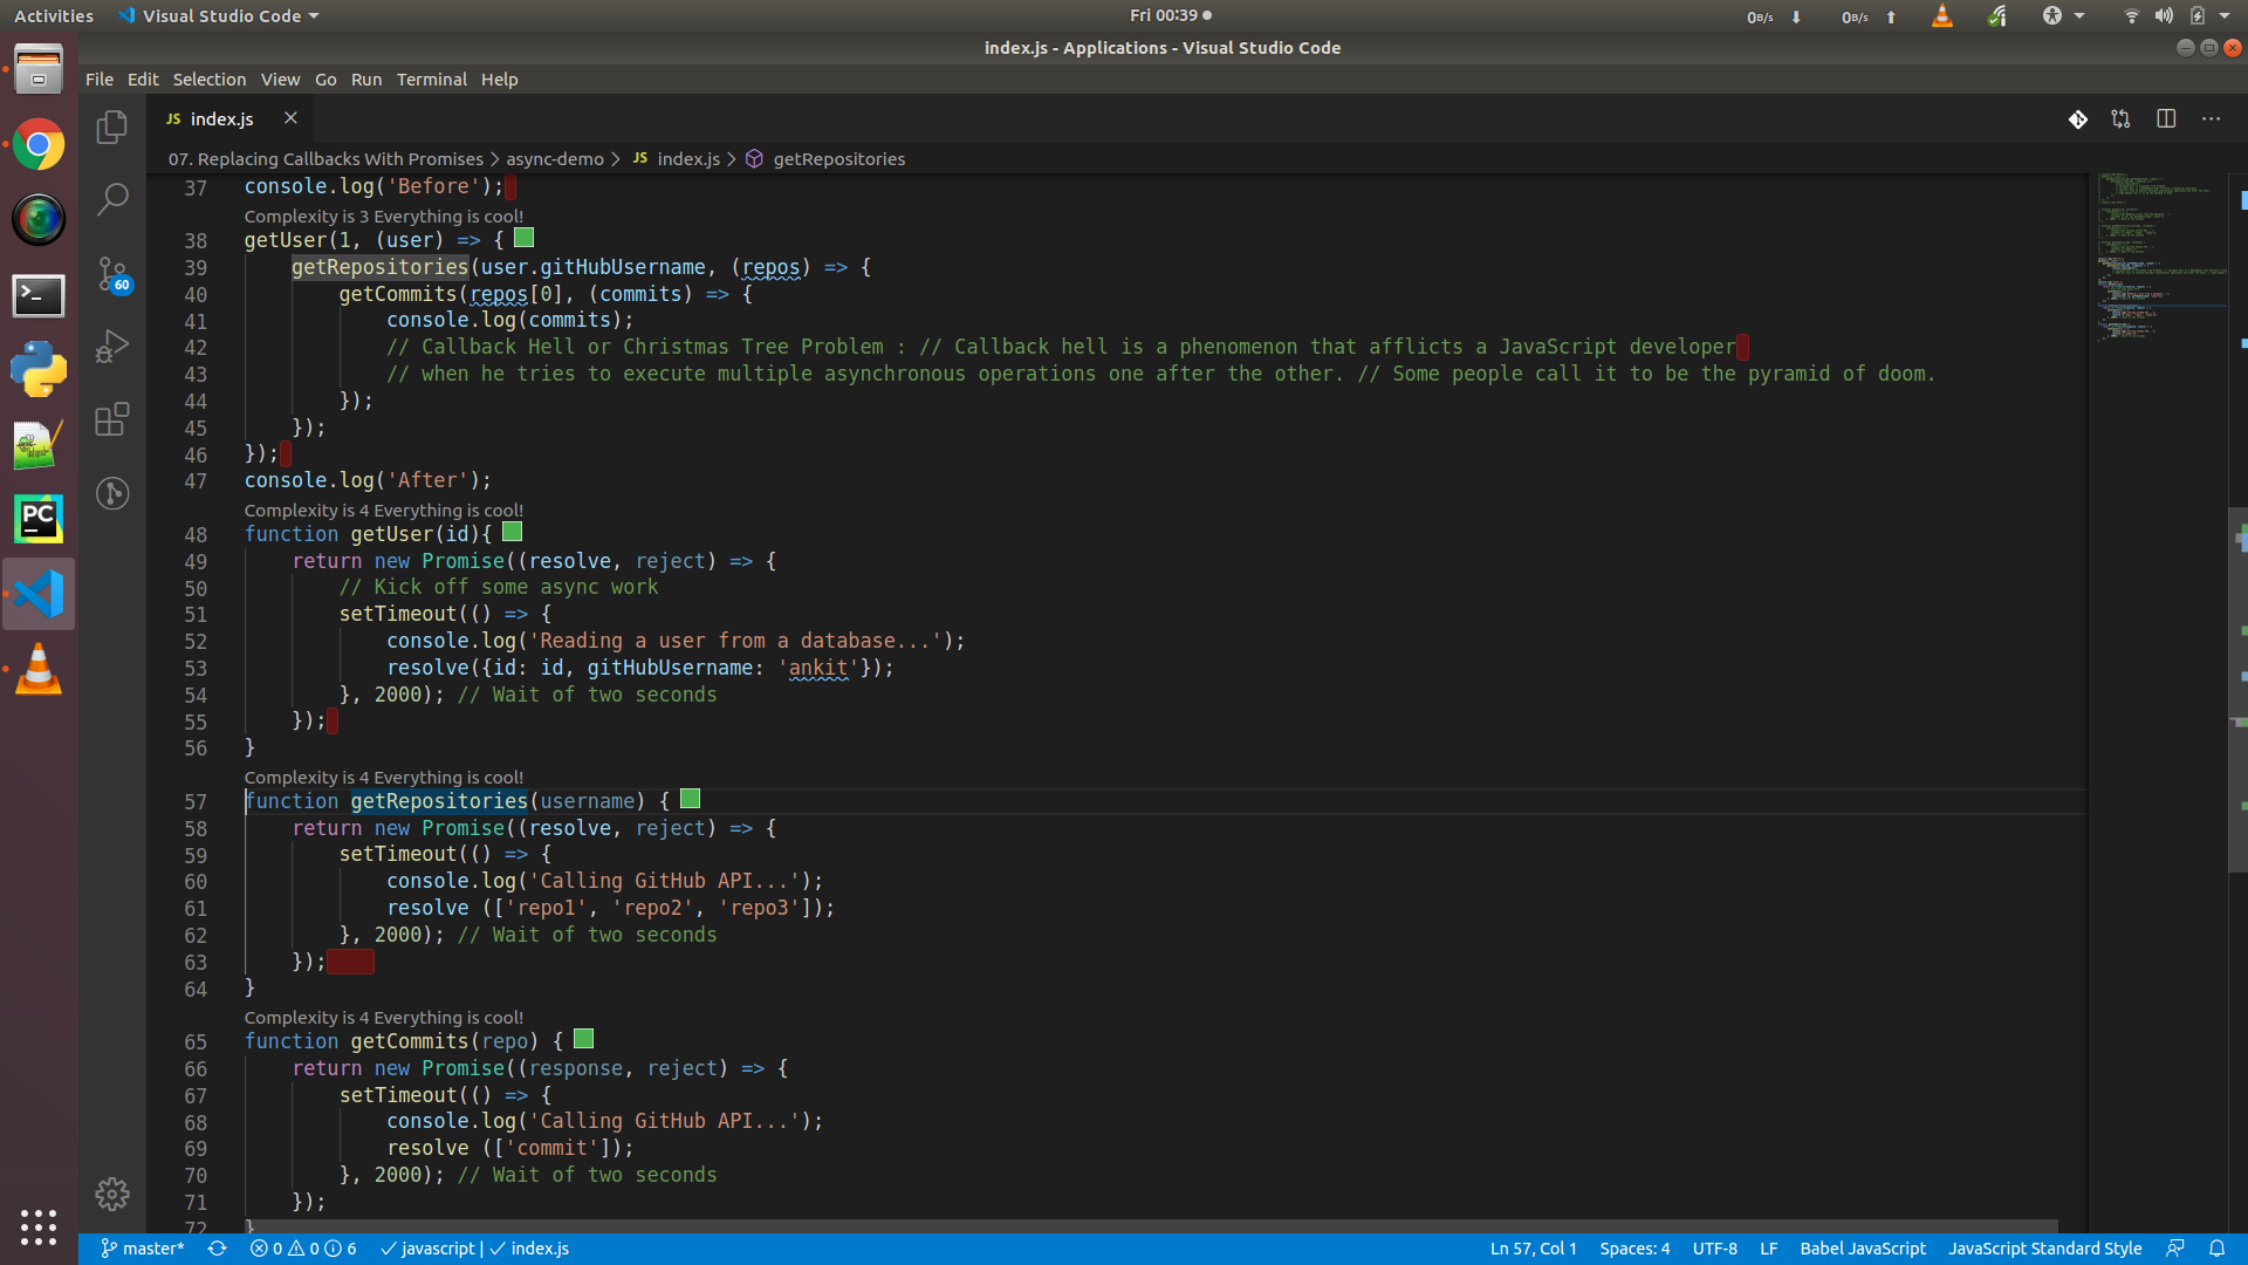 Activities Visual Studio Code Fri 00:39 0B/s 0B/s
index.js - Applications - Visual Studio Code
File Edit Selection View Go Run Terminal Help
JS index.js
07. Replacing Callbacks With Promises > async-demo > JS index.js > getRepositories
37 console.log('Before');
Complexity is 3 Everything is cool!
38 getUser(1, (user) => {
39 getRepositories(user.gitHubUsername, (repos) => {
40 getCommits(repos[0], (commits) => {
41 console.log(commits);
42 // Callback Hell or Christmas Tree Problem : // Callback hell is a phenomenon that afflicts a JavaScript developer
43 // when he tries to execute multiple asynchronous operations one after the other. // Some people call it to be the pyramid of doom.
44 });
45 });
46 });
47 console.log('After');
Complexity is 4 Everything is cool!
48 function getUser(id){
49 return new Promise((resolve, reject) => {
50 // Kick off some async work
51 setTimeout(() => {
52 console.log('Reading a user from a database...');
53 resolve({id: id, gitHubUsername: 'ankit'});
54 }, 2000); // Wait of two seconds
55 });
56 }
Complexity is 4 Everything is cool!
57 function getRepositories(username) {
58 return new Promise((resolve, reject) => {
59 setTimeout(() => {
60 console.log('Calling GitHub API...');
61 resolve (['repo1', 'repo2', 'repo3']);
62 }, 2000); // Wait of two seconds
63 });
64 }
Complexity is 4 Everything is cool!
65 function getCommits(repo) {
66 return new Promise((response, reject) => {
67 setTimeout(() => {
68 console.log('Calling GitHub API...');
69 resolve (['commit']);
70 }, 2000); // Wait of two seconds
71 });
72 }
60
PC
master* 0 0 6 javascript | index.js Ln 57, Col 1 Spaces: 4 UTF-8 LF Babel JavaScript JavaScript Standard Style